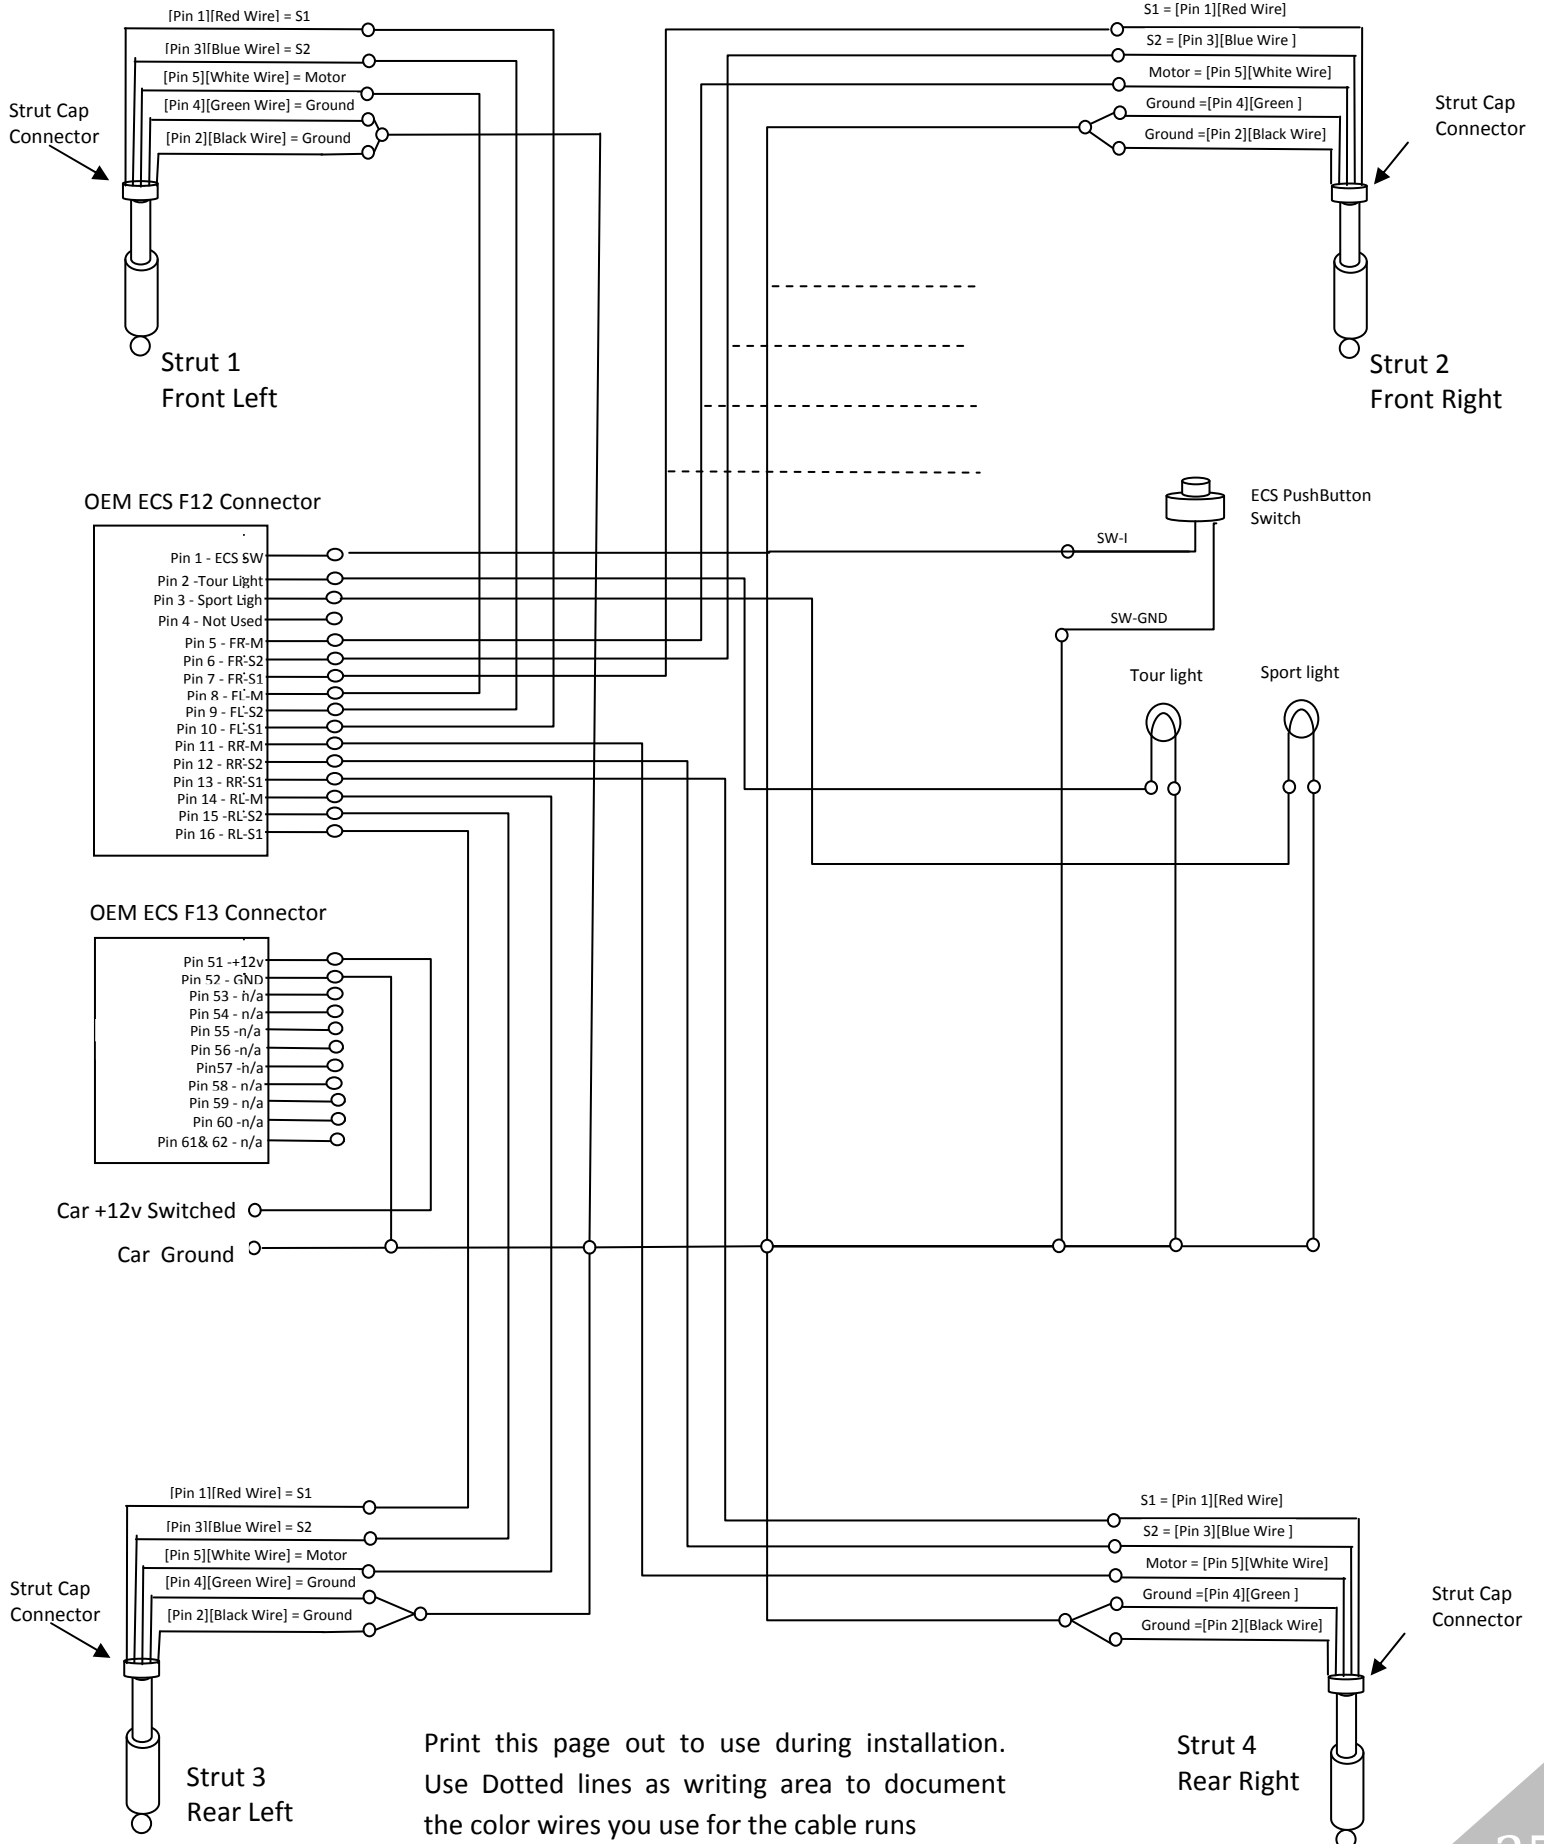 [Pin 1][Red Wire] = S1
[Pin 3][Blue Wire] = S2
[Pin 5][White Wire] = Motor
[Pin 4][Green Wire] = Ground
[Pin 2][Black Wire] = Ground
Strut Cap
Connector
Strut 1
Front Left
S1 = [Pin 1][Red Wire]
S2 = [Pin 3][Blue Wire ]
Motor = [Pin 5][White Wire]
Ground =[Pin 4][Green ]
Ground =[Pin 2][Black Wire]
Strut Cap
Connector
Strut 2
Front Right
OEM ECS F12 Connector
Pin 1 - ECS SW
Pin 2 -Tour Light
Pin 3 - Sport Ligh
Pin 4 - Not Used
Pin 5 - FR-M
Pin 6 - FR-S2
Pin 7 - FR-S1
Pin 8 - FL-M
Pin 9 - FL-S2
Pin 10 - FL-S1
Pin 11 - RR-M
Pin 12 - RR-S2
Pin 13 - RR-S1
Pin 14 - RL-M
Pin 15 -RL-S2
Pin 16 - RL-S1
ECS PushButton
Switch
SW-I
SW-GND
Tour light
Sport light
OEM ECS F13 Connector
Pin 51 -+12v
Pin 52 - GND
Pin 53 - n/a
Pin 54 - n/a
Pin 55 -n/a
Pin 56 -n/a
Pin57 -n/a
Pin 58 - n/a
Pin 59 - n/a
Pin 60 -n/a
Pin 61& 62 - n/a
Car +12v Switched
Car Ground
[Pin 1][Red Wire] = S1
[Pin 3][Blue Wire] = S2
[Pin 5][White Wire] = Motor
[Pin 4][Green Wire] = Ground
[Pin 2][Black Wire] = Ground
Strut Cap
Connector
Strut 3
Rear Left
S1 = [Pin 1][Red Wire]
S2 = [Pin 3][Blue Wire ]
Motor = [Pin 5][White Wire]
Ground =[Pin 4][Green ]
Ground =[Pin 2][Black Wire]
Strut Cap
Connector
Strut 4
Rear Right
Print this page out to use during installation.
Use Dotted lines as writing area to document
the color wires you use for the cable runs